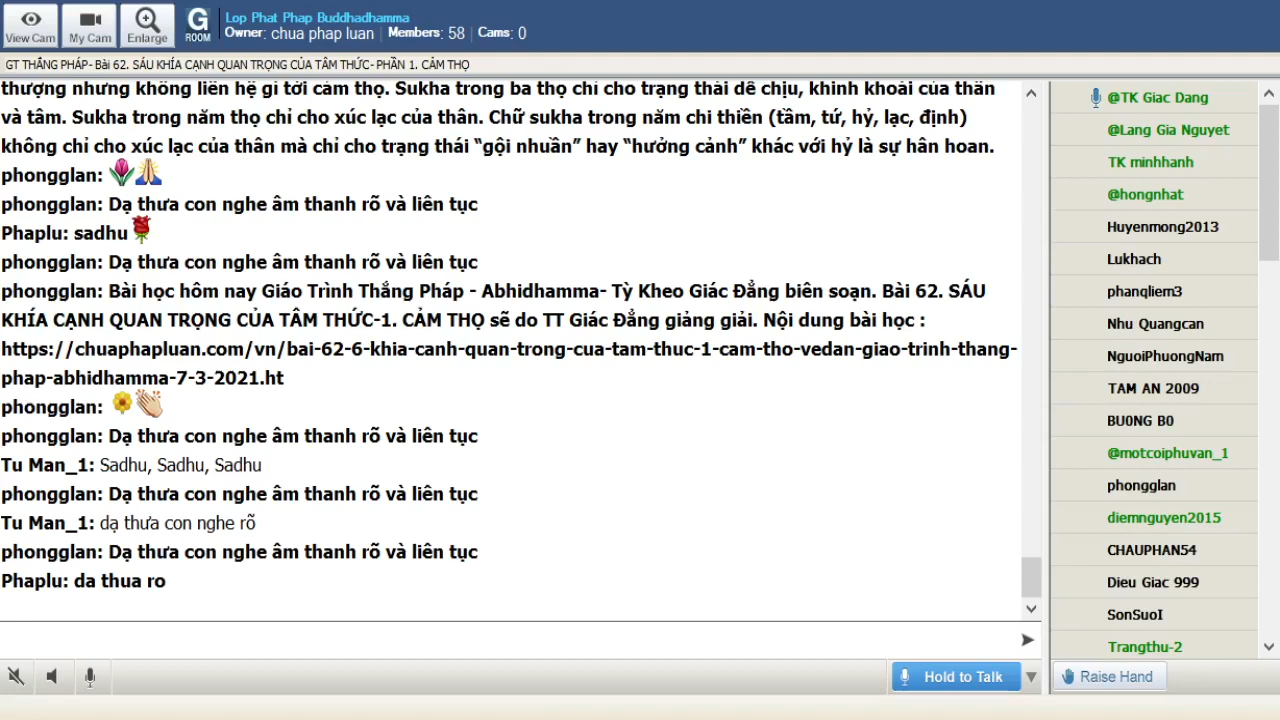 View Cam
My Cam
Enlarge
G
ROOM
Lop Phat Phap Buddhadhamma
Owner: chua phap luan | Members: 58 | Cams: 0
GT THẮNG PHÁP- Bài 62. SÁU KHÍA CẠNH QUAN TRỌNG CỦA TÂM THỨC- PHẦN 1. CẢM THỌ
thượng nhưng không liên hệ gì tới cảm thọ. Sukha trong ba thọ chỉ cho trạng thái dễ chịu, khinh khoái của thân
và tâm. Sukha trong năm thọ chỉ cho xúc lạc của thân. Chữ sukha trong năm chi thiền (tầm, tứ, hỷ, lạc, định)
không chỉ cho xúc lạc của thân mà chỉ cho trạng thái “gội nhuần” hay “hưởng cảnh” khác với hỷ là sự hân hoan.
phongglan:
phongglan: Dạ thưa con nghe âm thanh rõ và liên tục
Phaplu: sadhu
phongglan: Dạ thưa con nghe âm thanh rõ và liên tục
phongglan: Bài học hôm nay Giáo Trình Thắng Pháp - Abhidhamma- Tỳ Kheo Giác Đẳng biên soạn. Bài 62. SÁU
KHÍA CẠNH QUAN TRỌNG CỦA TÂM THỨC-1. CẢM THỌ sẽ do TT Giác Đẳng giảng giải. Nội dung bài học :
https://chuaphapluan.com/vn/bai-62-6-khia-canh-quan-trong-cua-tam-thuc-1-cam-tho-vedan-giao-trinh-thang-
phap-abhidhamma-7-3-2021.ht
phongglan:
phongglan: Dạ thưa con nghe âm thanh rõ và liên tục
Tu Man_1: Sadhu, Sadhu, Sadhu
phongglan: Dạ thưa con nghe âm thanh rõ và liên tục
Tu Man_1: dạ thưa con nghe rõ
phongglan: Dạ thưa con nghe âm thanh rõ và liên tục
Phaplu: da thua ro
@TK Giac Dang
@Lang Gia Nguyet
TK minhhanh
@hongnhat
Huyenmong2013
Lukhach
phanqliem3
Nhu Quangcan
NguoiPhuongNam
TAM AN 2009
BU0NG B0
@motcoiphuvan_1
phongglan
diemnguyen2015
CHAUPHAN54
Dieu Giac 999
SonSuoI
Trangthu-2
Hold to Talk
Raise Hand